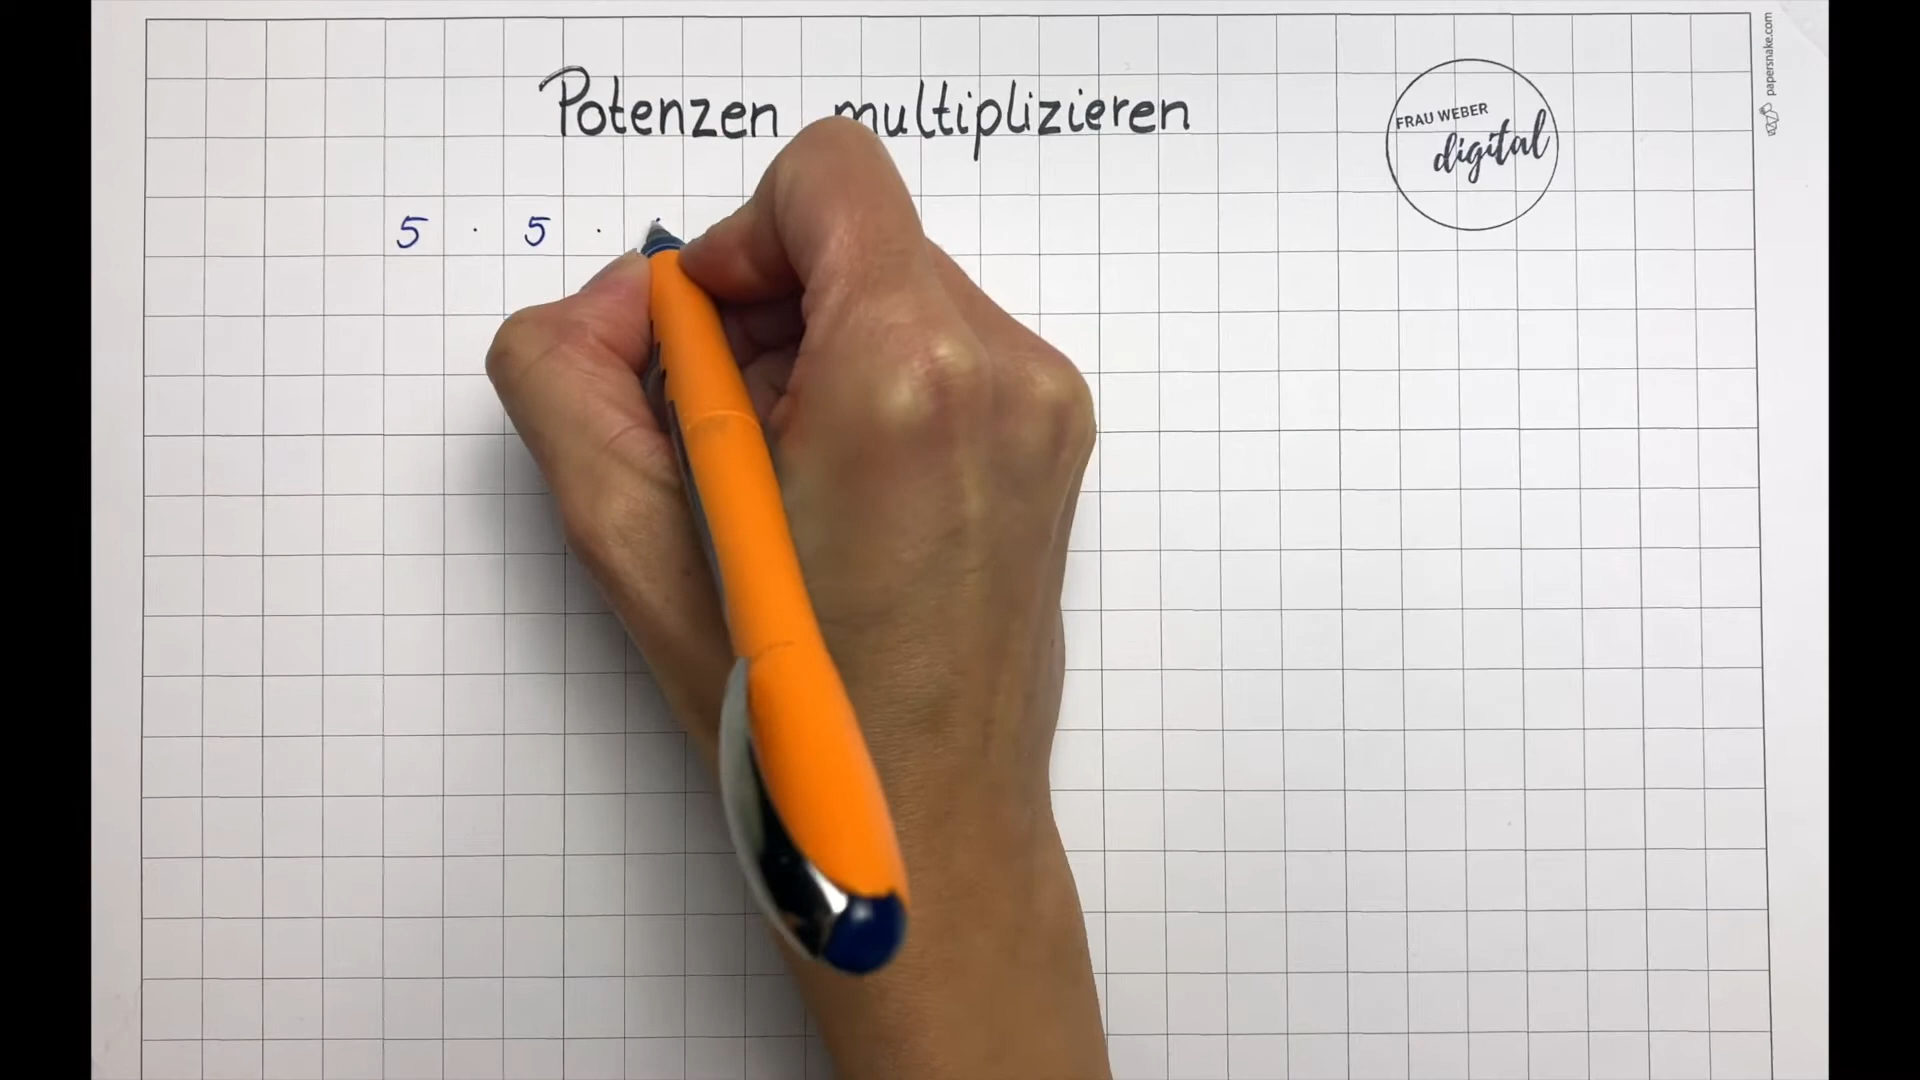 papersnake.com
Potenzen multiplizieren
FRAU WEBER
digital
5 · 5 ·